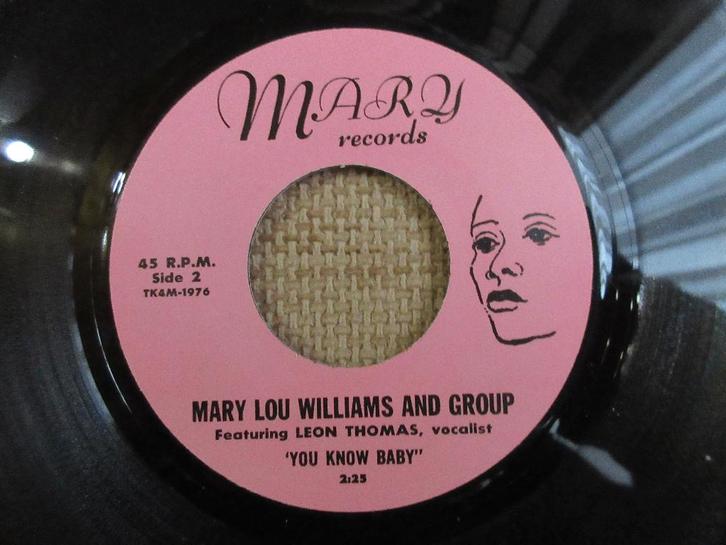 MARY
records
45 R.P.M.
Side 2
TK4M-1976
MARY LOU WILLIAMS AND GROUP
Featuring LEON THOMAS, vocalist
'YOU KNOW BABY"
2:25